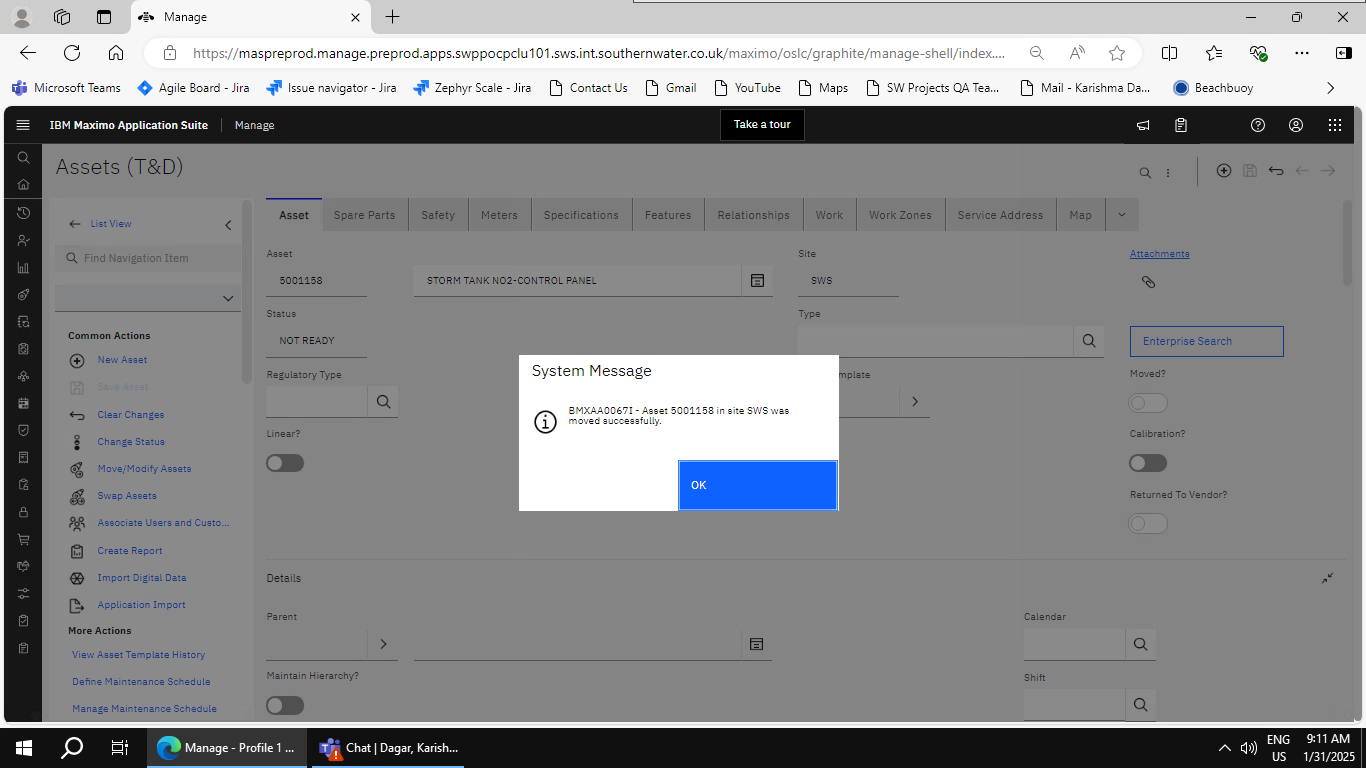 Manage
https://maspreprod.manage.preprod.apps.swppocpclu101.sws.int.southernwater.co.uk/maximo/oslc/graphite/manage-shell/index....
Microsoft Teams
Agile Board - Jira
Issue navigator - Jira
Zephyr Scale - Jira
Contact Us
Gmail
YouTube
Maps
SW Projects QA Tea...
Mail - Karishma Da...
Beachbuoy
IBM Maximo Application Suite
Manage
Take a tour
Assets (T&D)
List View
Find Navigation Item
Common Actions
New Asset
Save Asset
Clear Changes
Change Status
Move/Modify Assets
Swap Assets
Associate Users and Custo...
Create Report
Import Digital Data
Application Import
More Actions
View Asset Template History
Define Maintenance Schedule
Manage Maintenance Schedule
Asset
Spare Parts
Safety
Meters
Specifications
Features
Relationships
Work
Work Zones
Service Address
Map
Asset
5001158
STORM TANK NO2-CONTROL PANEL
Site
SWS
Attachments
Status
NOT READY
Type
Enterprise Search
Regulatory Type
mplate
Moved?
Linear?
Calibration?
Returned To Vendor?
System Message
BMXAA0067I - Asset 5001158 in site SWS was
moved successfully.
OK
Details
Parent
Calendar
Maintain Hierarchy?
Shift
Manage - Profile 1 ...
Chat | Dagar, Karish...
ENG
US
9:11 AM
1/31/2025